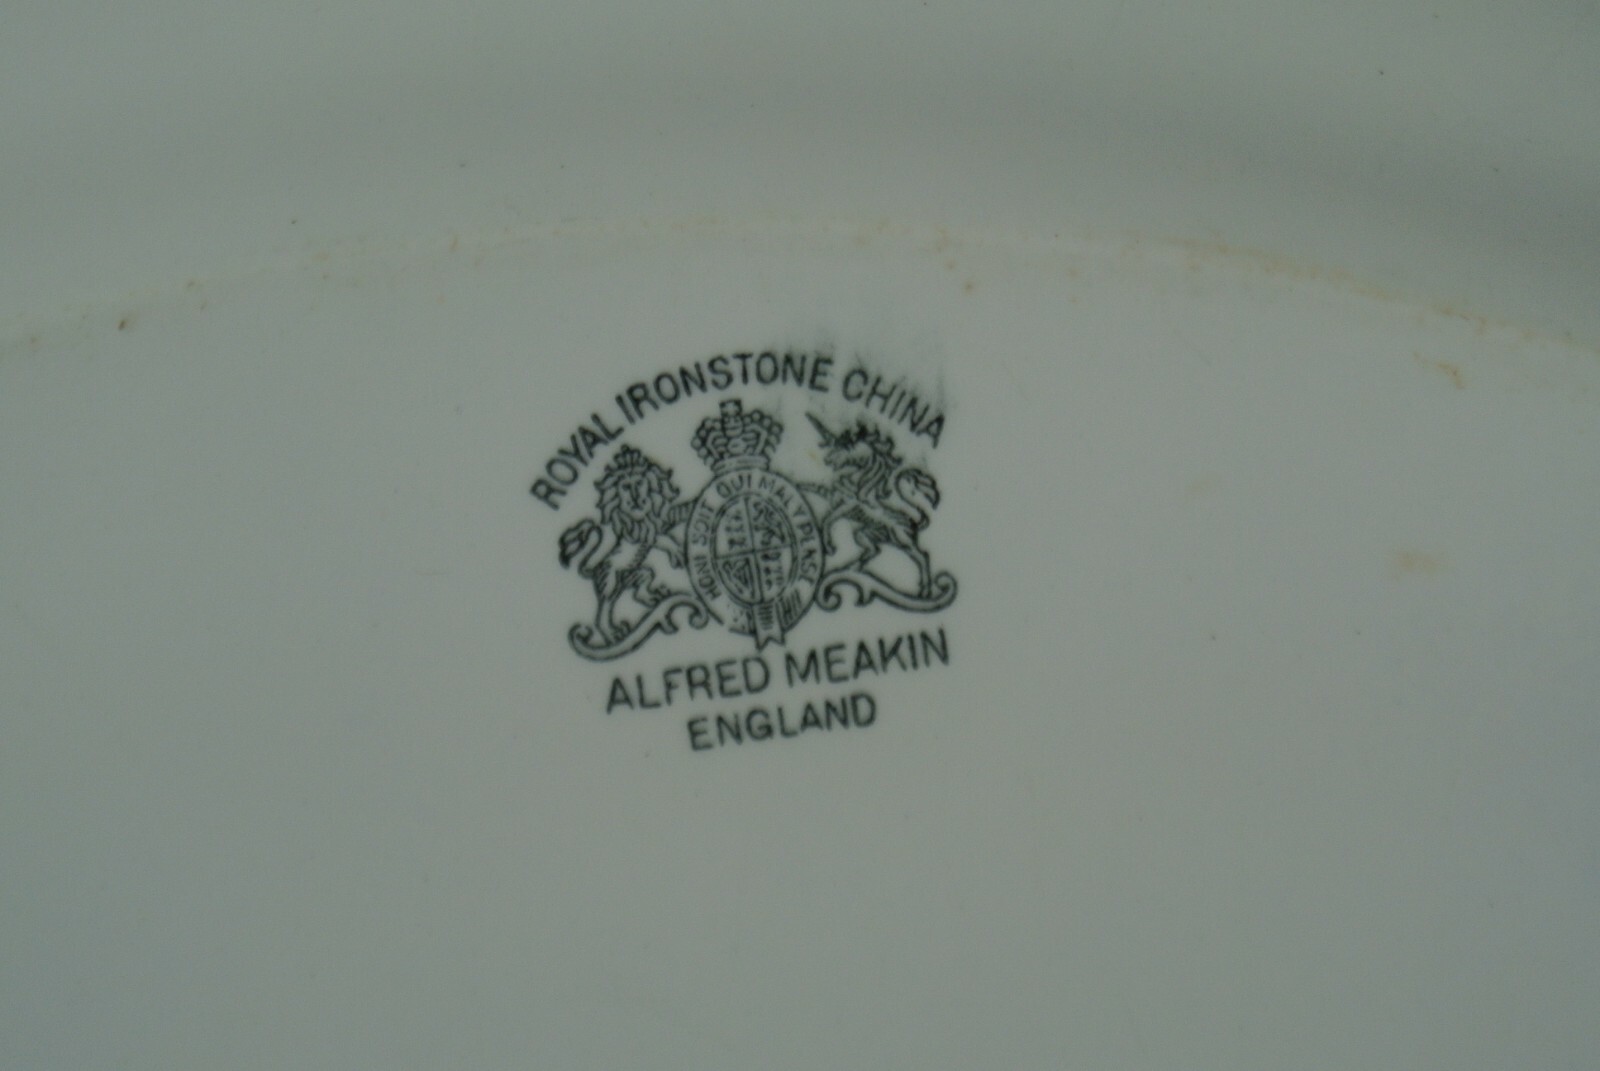 ROYAL IRONSTONE CHINA
HONI SOIT QUI MAL Y PENSE
ALFRED MEAKIN
ENGLAND